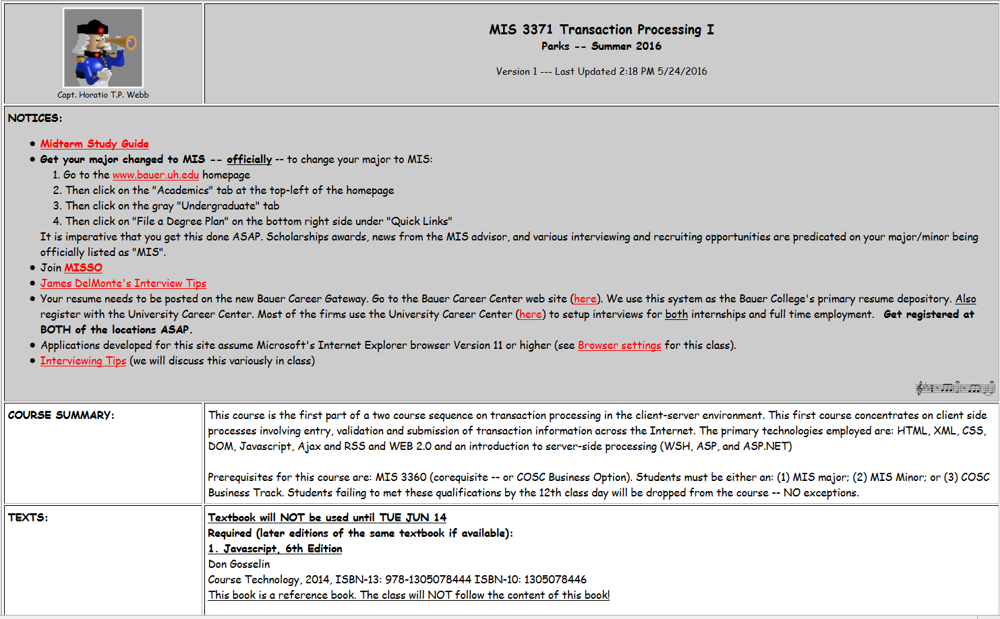 Capt. Horatio T.P. Webb
MIS 3371 Transaction Processing I
Parks -- Summer 2016
Version 1 --- Last Updated 2:18 PM 5/24/2016
NOTICES:
• Midterm Study Guide
• Get your major changed to MIS -- officially -- to change your major to MIS:
1. Go to the www.bauer.uh.edu homepage
2. Then click on the "Academics" tab at the top-left of the homepage
3. Then click on the gray "Undergraduate" tab
4. Then click on "File a Degree Plan" on the bottom right side under "Quick Links"
It is imperative that you get this done ASAP. Scholarships awards, news from the MIS advisor, and various interviewing and recruiting opportunities are predicated on your major/minor being
officially listed as "MIS".
• Join MISSO
• James DelMonte's Interview Tips
• Your resume needs to be posted on the new Bauer Career Gateway. Go to the Bauer Career Center web site (here). We use this system as the Bauer College's primary resume depository. Also
register with the University Career Center. Most of the firms use the University Career Center (here) to setup interviews for both internships and full time employment. Get registered at
BOTH of the locations ASAP.
• Applications developed for this site assume Microsoft's Internet Explorer browser Version 11 or higher (see Browser settings for this class).
• Interviewing Tips (we will discuss this variously in class)
COURSE SUMMARY:
This course is the first part of a two course sequence on transaction processing in the client-server environment. This first course concentrates on client side
processes involving entry, validation and submission of transaction information across the Internet. The primary technologies employed are: HTML, XML, CSS,
DOM, Javascript, Ajax and RSS and WEB 2.0 and an introduction to server-side processing (WSH, ASP, and ASP.NET)
Prerequisites for this course are: MIS 3360 (corequisite -- or COSC Business Option). Students must be either an: (1) MIS major; (2) MIS Minor; or (3) COSC
Business Track. Students failing to met these qualifications by the 12th class day will be dropped from the course -- NO exceptions.
TEXTS:
Textbook will NOT be used until TUE JUN 14
Required (later editions of the same textbook if available):
1. Javascript, 6th Edition
Don Gosselin
Course Technology, 2014, ISBN-13: 978-1305078444 ISBN-10: 1305078446
This book is a reference book. The class will NOT follow the content of this book!